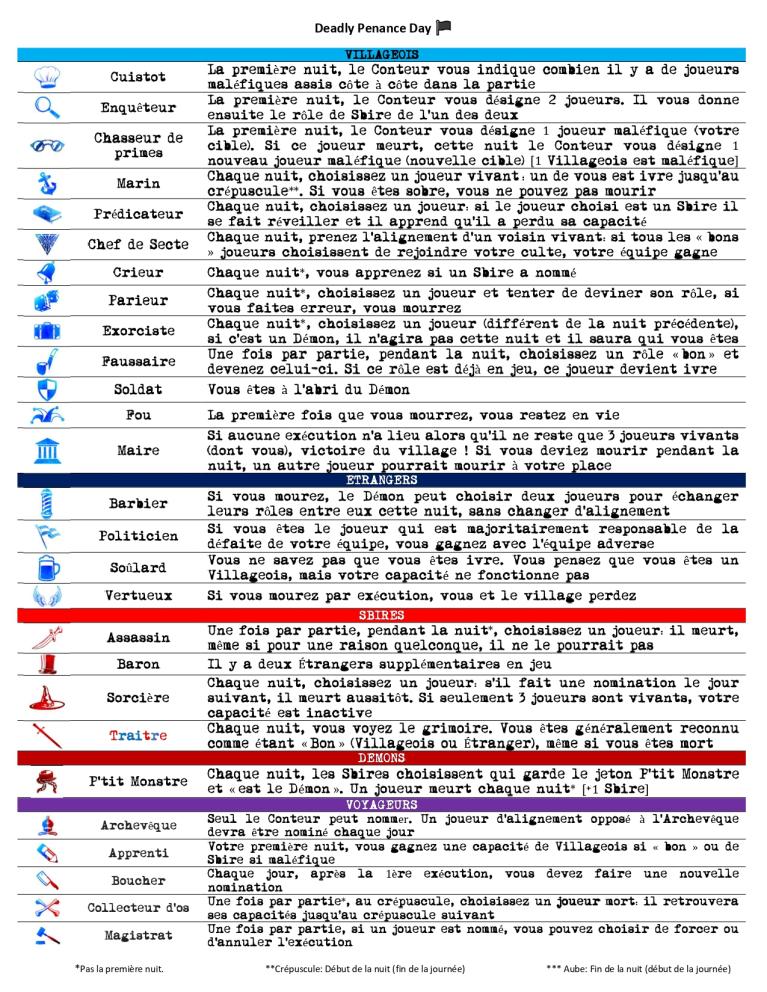 Deadly Penance Day
VILLAGEOIS
Cuistot
La première nuit, le Conteur vous indique combien il y a de joueurs
maléfiques assis côte à côte dans la partie
Enquêteur
La première nuit, le Conteur vous désigne 2 joueurs. Il vous donne
ensuite le rôle de Sbire de l'un des deux
Chasseur de
primes
La première nuit, le Conteur vous désigne 1 joueur maléfique (votre
cible). Si ce joueur meurt, cette nuit le Conteur vous désigne 1
nouveau joueur maléfique (nouvelle cible) [1 Villageois est maléfique]
Marin
Chaque nuit, choisissez un joueur vivant: un de vous est ivre jusqu'au
crépuscule**. Si vous êtes sobre, vous ne pouvez pas mourir
Prédicateur
Chaque nuit, choisissez un joueur: si le joueur choisi est un Sbire il
se fait réveiller et il apprend qu'il a perdu sa capacité
Chef de Secte
Chaque nuit, prenez l'alignement d'un voisin vivant: si tous les « bons
» joueurs choisissent de rejoindre votre culte, votre équipe gagne
Crieur
Chaque nuit*, vous apprenez si un Sbire a nommé
Parieur
Chaque nuit*, choisissez un joueur et tenter de deviner son rôle, si
vous faites erreur, vous mourrez
Exorciste
Chaque nuit*, choisissez un joueur (différent de la nuit précédente),
si c'est un Démon, il n'agira pas cette nuit et il saura qui vous êtes
Faussaire
Une fois par partie, pendant la nuit, choisissez un rôle « bon » et
devenez celui-ci. Si ce rôle est déjà en jeu, ce joueur devient ivre
Soldat
Vous êtes à l'abri du Démon
Fou
La première fois que vous mourrez, vous restez en vie
Maire
Si aucune exécution n'a lieu alors qu'il ne reste que 3 joueurs vivants
(dont vous), victoire du village ! Si vous deviez mourir pendant la
nuit, un autre joueur pourrait mourir à votre place
ETRANGERS
Barbier
Si vous mourez, le Démon peut choisir deux joueurs pour échanger
leurs rôles entre eux cette nuit, sans changer d'alignement
Politicien
Si vous êtes le joueur qui est majoritairement responsable de la
défaite de votre équipe, vous gagnez avec l'équipe adverse
Soûlard
Vous ne savez pas que vous êtes ivre. Vous pensez que vous êtes un
Villageois, mais votre capacité ne fonctionne pas
Vertueux
Si vous mourez par exécution, vous et le village perdez
SBIRES
Assassin
Une fois par partie, pendant la nuit*, choisissez un joueur: il meurt,
même si pour une raison quelconque, il ne le pourrait pas
Baron
Il y a deux Étrangers supplémentaires en jeu
Sorcière
Chaque nuit, choisissez un joueur: s'il fait une nomination le jour
suivant, il meurt aussitôt. Si seulement 3 joueurs sont vivants, votre
capacité est inactive
Traitre
Chaque nuit, vous voyez le grimoire. Vous êtes généralement reconnu
comme étant « Bon » (Villageois ou Étranger), même si vous êtes mort
DEMONS
P'tit Monstre
Chaque nuit, les Sbires choisissent qui garde le jeton P'tit Monstre
et « est le Démon ». Un joueur meurt chaque nuit* [+1 Sbire]
VOYAGEURS
Archevêque
Seul le Conteur peut nommer. Un joueur d'alignement opposé à l'Archevêque
devra être nominé chaque jour
Apprenti
Votre première nuit, vous gagnez une capacité de Villageois si « bon » ou de
Sbire si maléfique
Boucher
Chaque jour, après la 1ère exécution, vous devez faire une nouvelle
nomination
Collecteur d'os
Une fois par partie*, au crépuscule, choisissez un joueur mort: il retrouvera
ses capacités jusqu'au crépuscule suivant
Magistrat
Une fois par partie, si un joueur est nommé, vous pouvez choisir de forcer ou
d'annuler l'exécution
*Pas la première nuit. **Crépuscule: Début de la nuit (fin de la journée) *** Aube: Fin de la nuit (début de la journée)